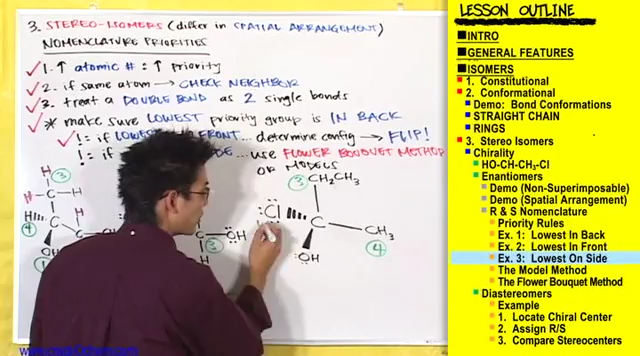 3. STEREO-ISOMERS (differ in SPATIAL ARRANGEMENT)
NOMENCLATURE PRIORITIES
1. ↑ atomic # = ↑ priority
2. if same atom → CHECK NEIGHBOR
3. treat a DOUBLE BOND as 2 single bonds
* make sure LOWEST priority group is IN BACK
!= if LOWEST FRONT... determine config → FLIP!
!= if DE... use FLOWER BOUQUET METHOD
OR MODELS
3
H-C-H
H
C
4
1
C
OH
3
3
CH2CH3
Cl
C
CH3
4
OH
LESSON OUTLINE
INTRO
GENERAL FEATURES
ISOMERS
1. Constitutional
2. Conformational
Demo: Bond Conformations
STRAIGHT CHAIN
RINGS
3. Stereo Isomers
Chirality
HO-CH-CH3-Cl
Enantiomers
Demo (Non-Superimposable)
Demo (Spatial Arrangement)
R & S Nomenclature
Priority Rules
Ex. 1: Lowest In Back
Ex. 2: Lowest In Front
Ex. 3: Lowest On Side
The Model Method
The Flower Bouquet Method
Diastereomers
Example
1. Locate Chiral Center
2. Assign R/S
3. Compare Stereocenters